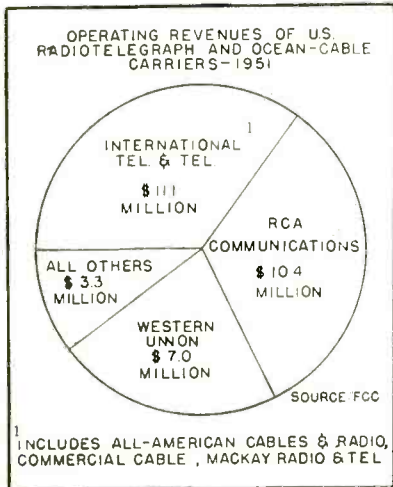 OPERATING REVENUES OF U.S.
RADIOTELEGRAPH AND OCEAN-CABLE
CARRIERS-1951
INTERNATIONAL 1
TEL. & TEL.
$ 11.1
MILLION
RCA
COMMUNICATIONS
$ 10.4
MILLION
ALL OTHERS
$ 3.3
MILLION
WESTERN
UNION
$ 7.0
MILLION
SOURCE FCC
1
INCLUDES ALL-AMERICAN CABLES & RADIO,
COMMERCIAL CABLE , MACKAY RADIO & TEL